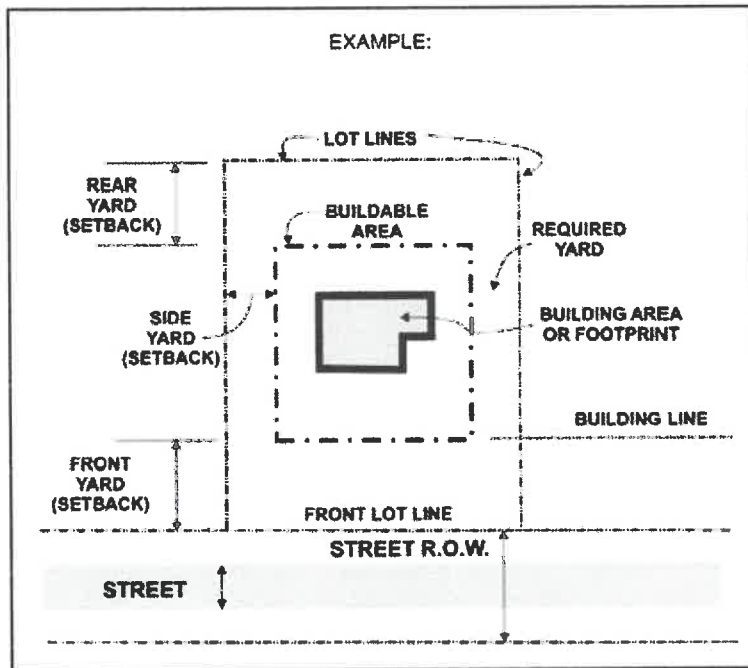 EXAMPLE:
LOT LINES
REAR
YARD
(SETBACK)
BUILDABLE
AREA
REQUIRED
YARD
SIDE
YARD
(SETBACK)
BUILDING AREA
OR FOOTPRINT
BUILDING LINE
FRONT
YARD
(SETBACK)
FRONT LOT LINE
STREET R.O.W.
STREET